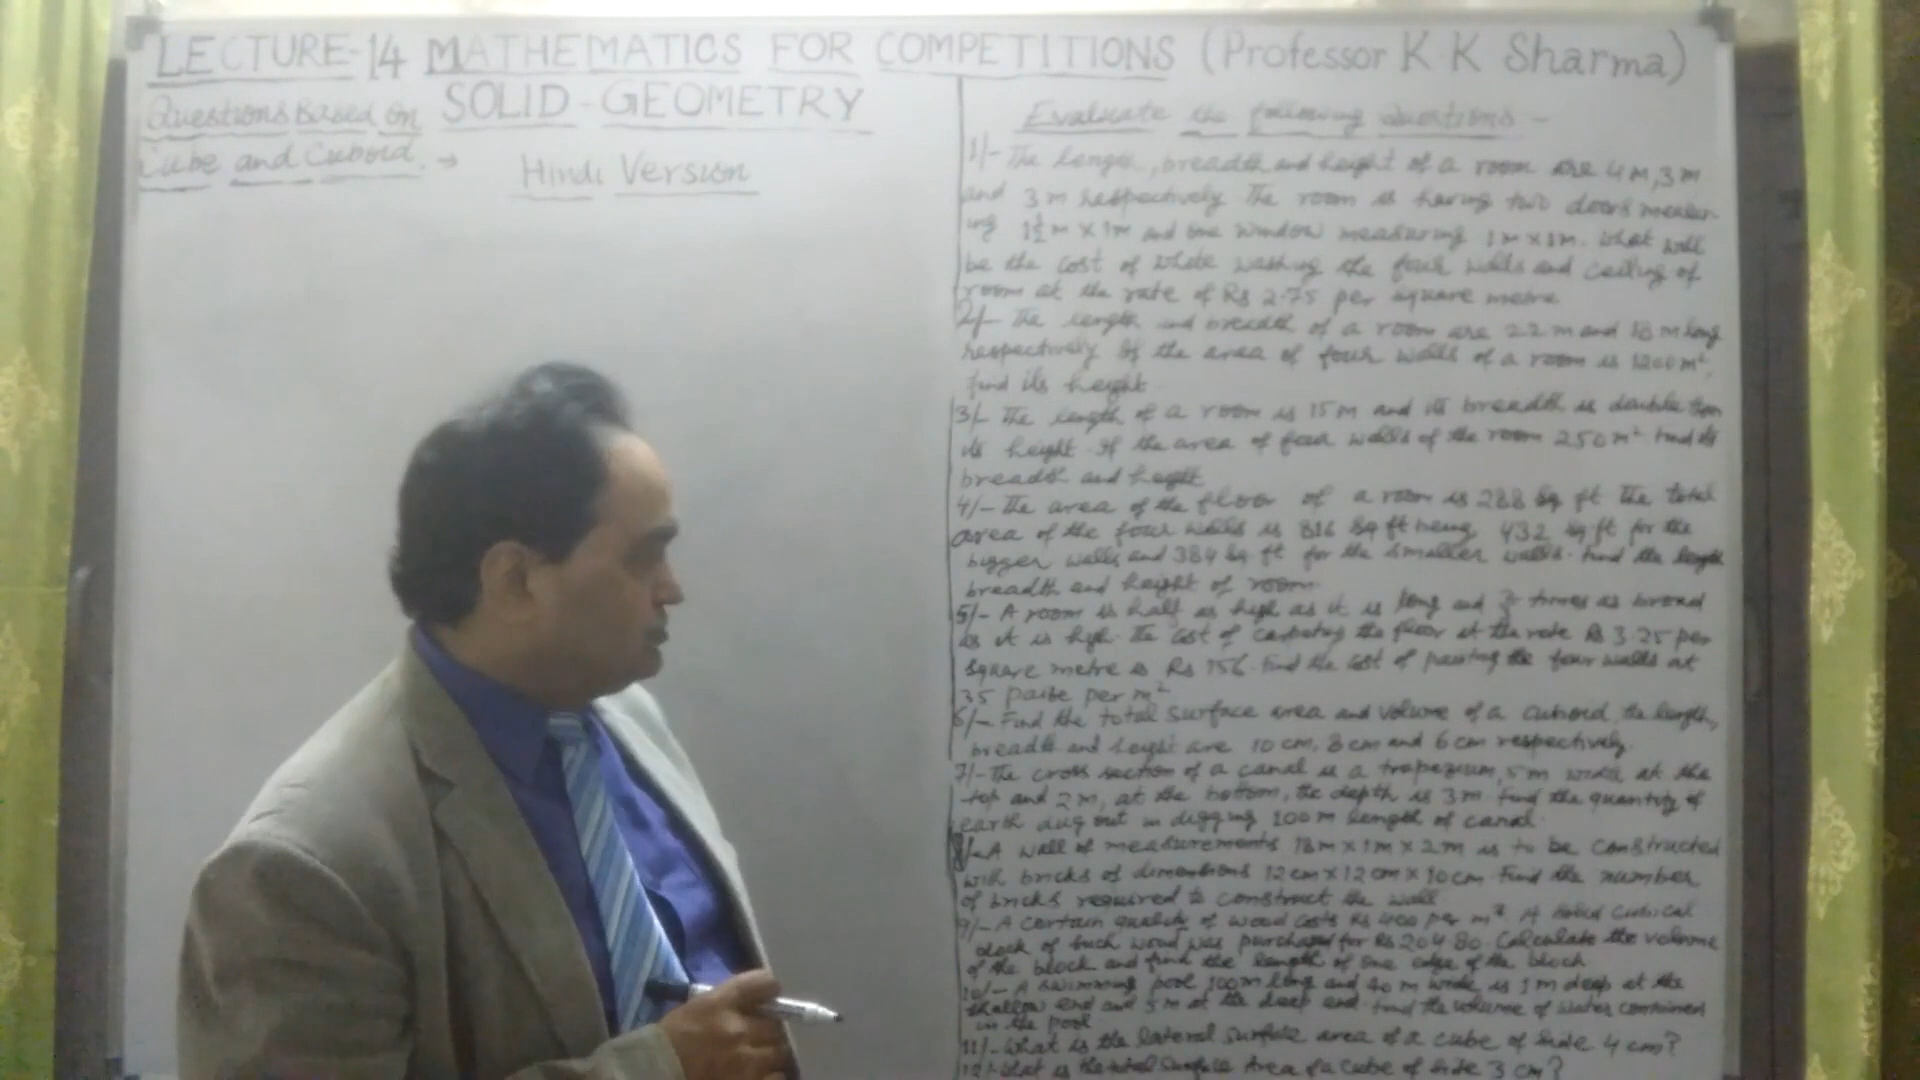 LECTURE-14 MATHEMATICS FOR COMPETITIONS (Professor K K Sharma)
SOLID-GEOMETRY
Questions Based on
Cube and Cuboid. →
Hindi Version
Evaluate the following Questions -
1/- The length, breadth and height of a room are 4m, 3m
and 3m respectively. The room is having two doors measur-
ing 1½m x 1m and one window measuring 1m x 1m. What will
be the cost of white washing the four walls and ceiling of
room at the rate of Rs 2.75 per square metre
2/- The length and breadth of a room are 22m and 18m long
respectively. If the area of four walls of a room is 1200m².
find its height
3/- The length of a room is 15m and its breadth is double than
its height. If the area of four walls of the room 250m² find its
breadth and height
4/- The area of the floor of a room is 288 sq ft The total
area of the four walls is 816 sq ft being 432 sq ft for the
bigger walls and 384 sq ft for the smaller walls. Find the length
breadth and height of room
5/- A room is half as high as it is long and times as broad
as it is high. The cost of carpeting the floor at the rate Rs 3.25 per
square metre is Rs 156. Find the cost of painting the four walls at
35 paise per m²
6/- Find the total surface area and volume of a cuboid, the length,
breadth and height are 10 cm, 8 cm and 6 cm respectively.
7/- The cross section of a canal is a trapezium, 5m wide at the
top and 2m, at the bottom, the depth is 3m Find the quantity of
earth dug out in digging 100m length of canal.
8/- A wall of measurements 18m x 1m x 2m is to be constructed
with bricks of dimentions 12cm x 12cm x 10cm Find the number
of bricks required to construct the wall
9/- A certain quality of wood costs Rs 400 per m³ A solid cubical
block of such wood was purchased for Rs 204.80. Calculate the volume
of the block and find the length of one edge of the block
10/- A swimming pool 100m long and 40 m wide is 1m deep at the
shallow end and 5m at the deep end. Find the volume of water contained
in the pool
11/- What is the lateral surface area of a cube of side 4 cm?
12/- What is the total Surface Area of a Cube of side 3 cm?